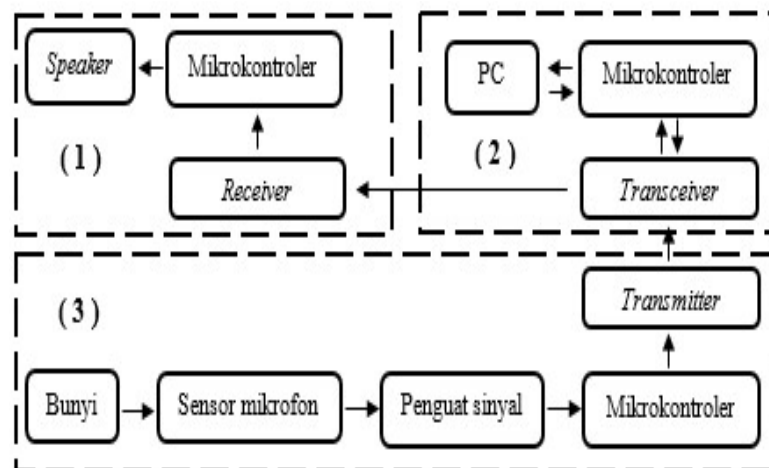 Speaker
Mikrokontroler
PC
Mikrokontroler
( 1 )
( 2 )
Receiver
Transceiver
( 3 )
Transmitter
Bunyi
Sensor mikrofon
Penguat sinyal
Mikrokontroler